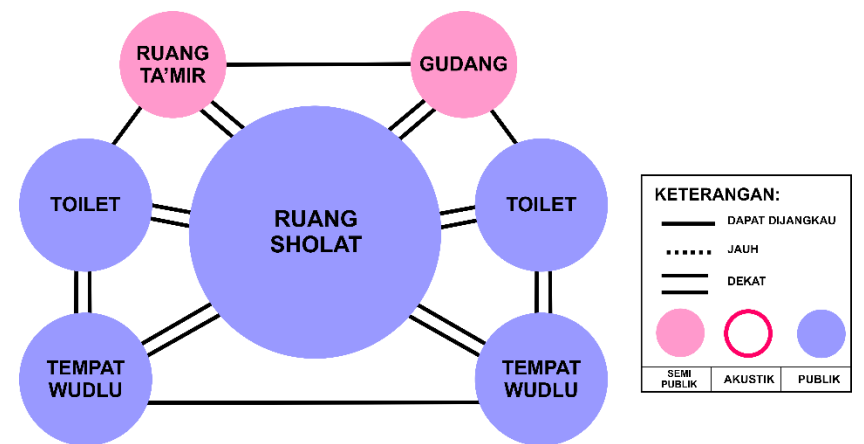 RUANG
TA'MIR
GUDANG
TOILET
RUANG
SHOLAT
TOILET
TEMPAT
WUDLU
TEMPAT
WUDLU
KETERANGAN:
DAPAT DIJANGKAU
JAUH
DEKAT
SEMI
PUBLIK
AKUSTIK
PUBLIK